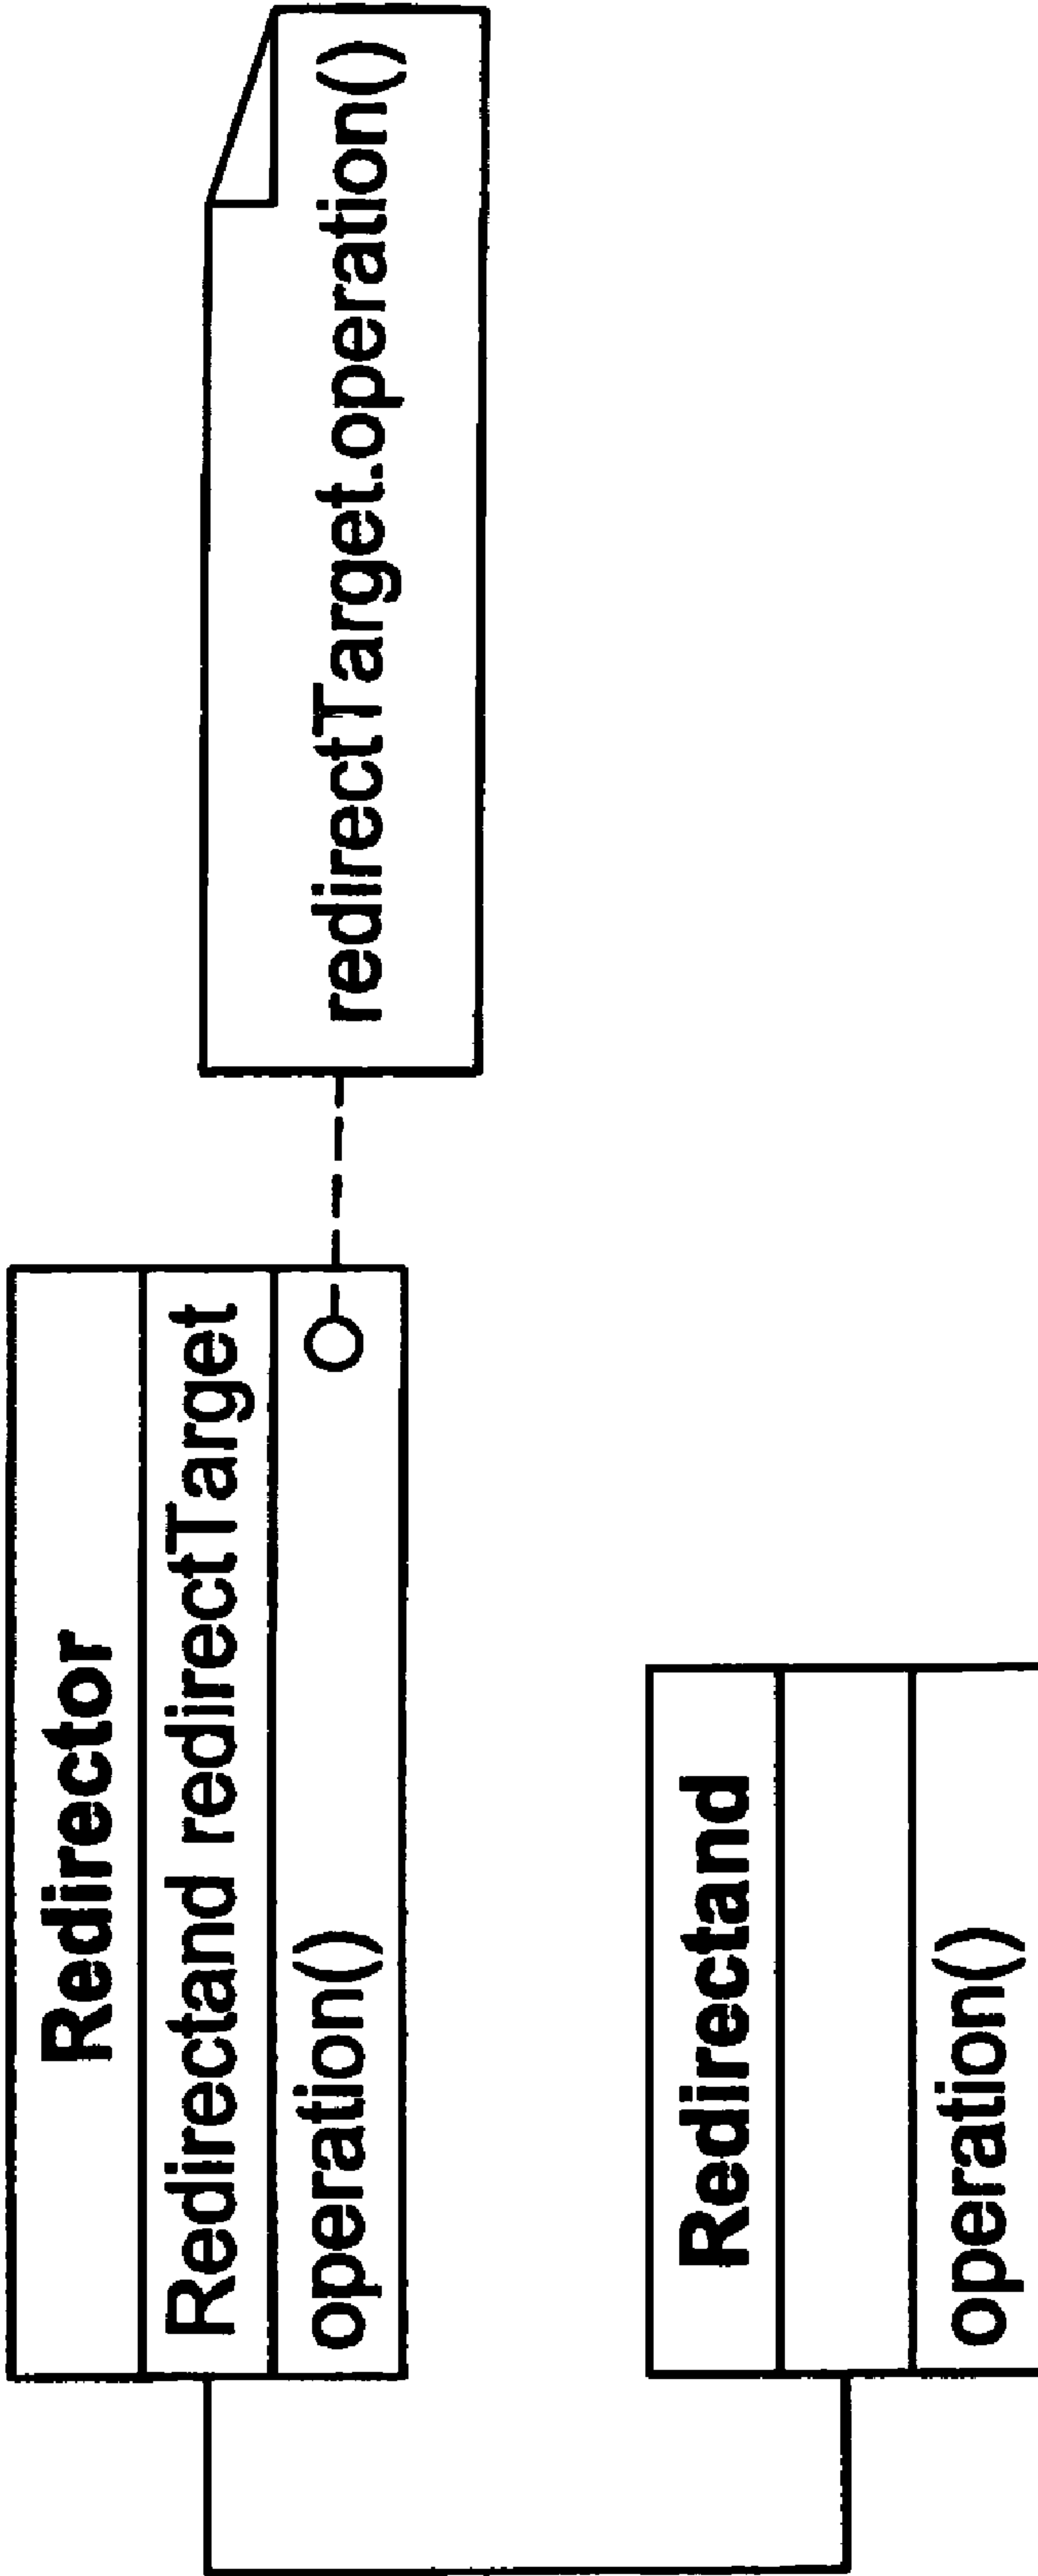 Redirector
Redirectand redirectTarget
operation()
redirectTarget.operation()
Redirectand
operation()